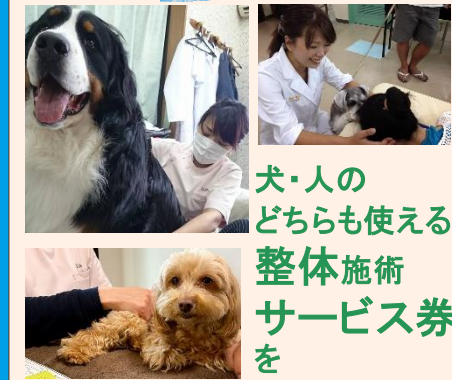 犬・人の
どちらも使える
整体施術
サービス券
を